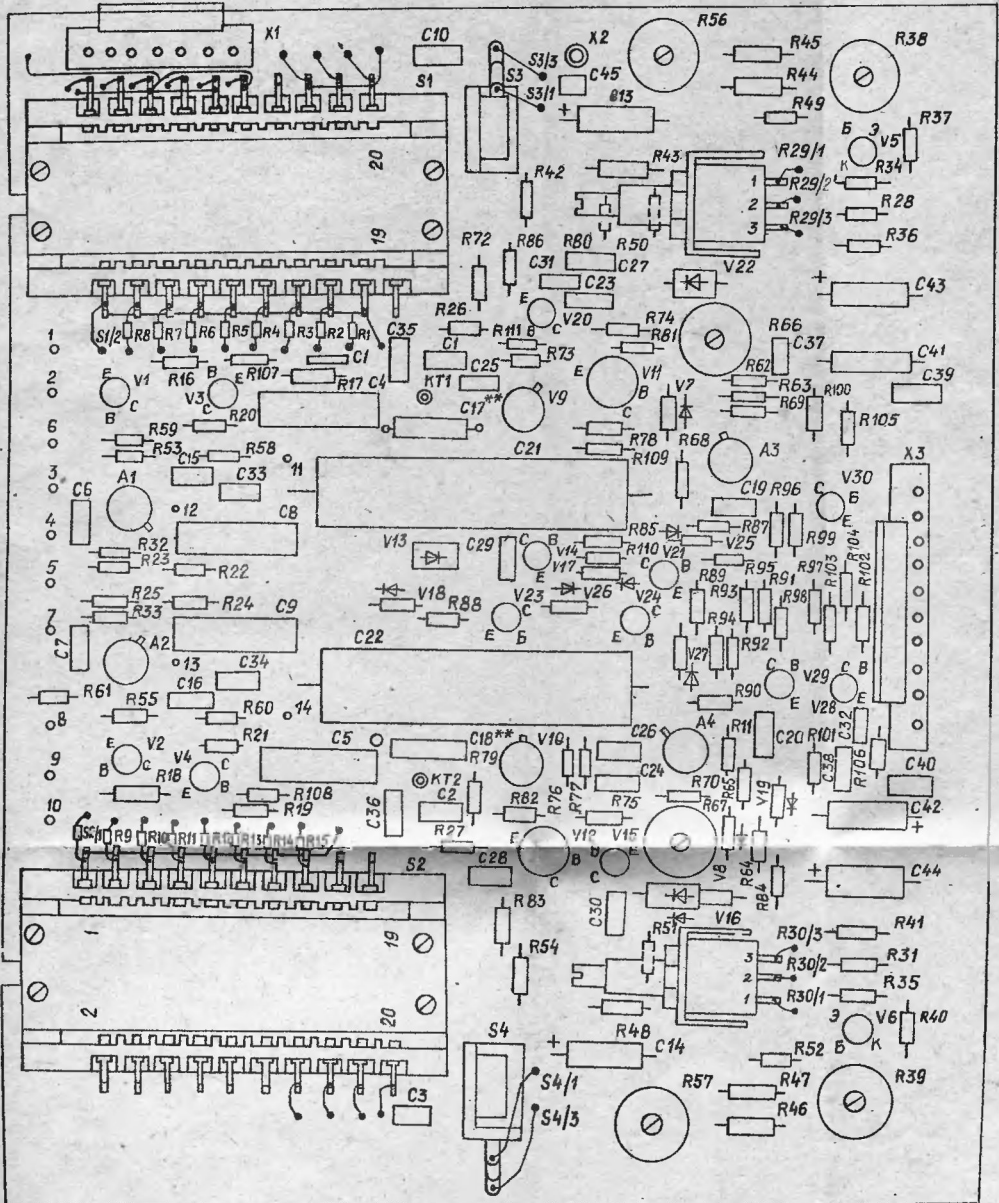 X1
C10
X2
R56
R45
R38
S1
S3
S3/3
S3/1
C45
R44
13
R49
R37
Б
Э
V5
К
R34
20
19
R42
R43
R29/1
R29/2
R29/3
1
2
3
R28
R36
R72
R86
R80
R50
C31
C27
C23
V22
C43
S1/2
R8
R7
R6
R5
R4
R3
R2
R1
C35
R26
E
B
C
V20
R74
R81
R66
C37
C41
R111
R73
1
2
6
3
4
5
7
8
9
10
E
V1
B
C
R16
V3
B
E
C
R107
C1
R17
C4
C1
C25
KT1
C17**
V9
E
V11
B
C
V7
R62
R63
R69
R100
R105
C39
R20
R59
R53
R58
C15
C33
11
C21
R78
R109
R68
A3
X3
A1
C6
12
C8
C19
R96
C
V30
Б
E
R32
R23
R22
V13
C29
C
B
E
V14
V17
R85
R110
V21
R87
V25
R99
C
B
E
R95
R91
R97
R103
R104
R102
R25
R33
R24
C9
V18
R88
V23
C
E
Б
V26
V24
C
E
B
R89
R93
R94
R98
R92
C7
A2
13
C34
C22
V27
C
B
E
V29
C
B
E
V28
R61
R55
C16
R60
14
R90
A4
R11
C20
R101
C32
C38
R106
C40
E
V2
B
C
R21
V4
C
E
B
R18
R108
R19
C5
C18**
R79
KT2
V10
C26
C24
R76
R77
R75
R70
R65
R67
V19
C42
C36
C2
R82
R27
R9
R10
R11
R13
R14
R15
S2
C28
E
V12
B
C
V15
E
B
C
V8
R64
R84
C44
R83
C30
V16
1
2
19
20
R54
R51
R30/3
R30/2
R30/1
3
2
1
R41
R31
R35
Э
V6
Б
К
R40
S4
R48
C14
R52
C3
S4/1
S4/3
R57
R47
R46
R39